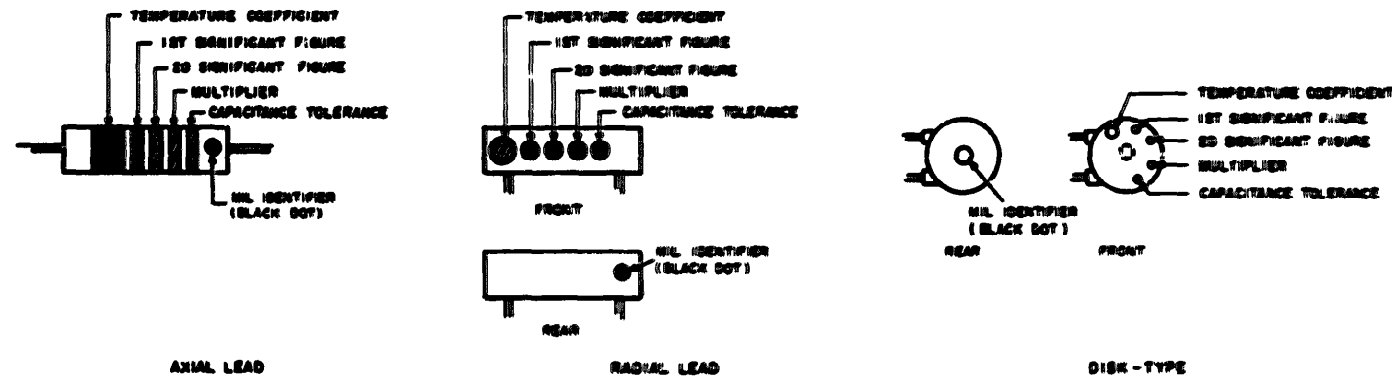 TEMPERATURE COEFFICIENT
1ST SIGNIFICANT FIGURE
2D SIGNIFICANT FIGURE
MULTIPLIER
CAPACITANCE TOLERANCE
MIL IDENTIFIER
(BLACK DOT)
AXIAL LEAD
TEMPERATURE COEFFICIENT
1ST SIGNIFICANT FIGURE
2D SIGNIFICANT FIGURE
MULTIPLIER
CAPACITANCE TOLERANCE
FRONT
MIL IDENTIFIER
(BLACK DOT)
REAR
RADIAL LEAD
MIL IDENTIFIER
(BLACK DOT)
REAR
TEMPERATURE COEFFICIENT
1ST SIGNIFICANT FIGURE
2D SIGNIFICANT FIGURE
MULTIPLIER
CAPACITANCE TOLERANCE
FRONT
DISK-TYPE